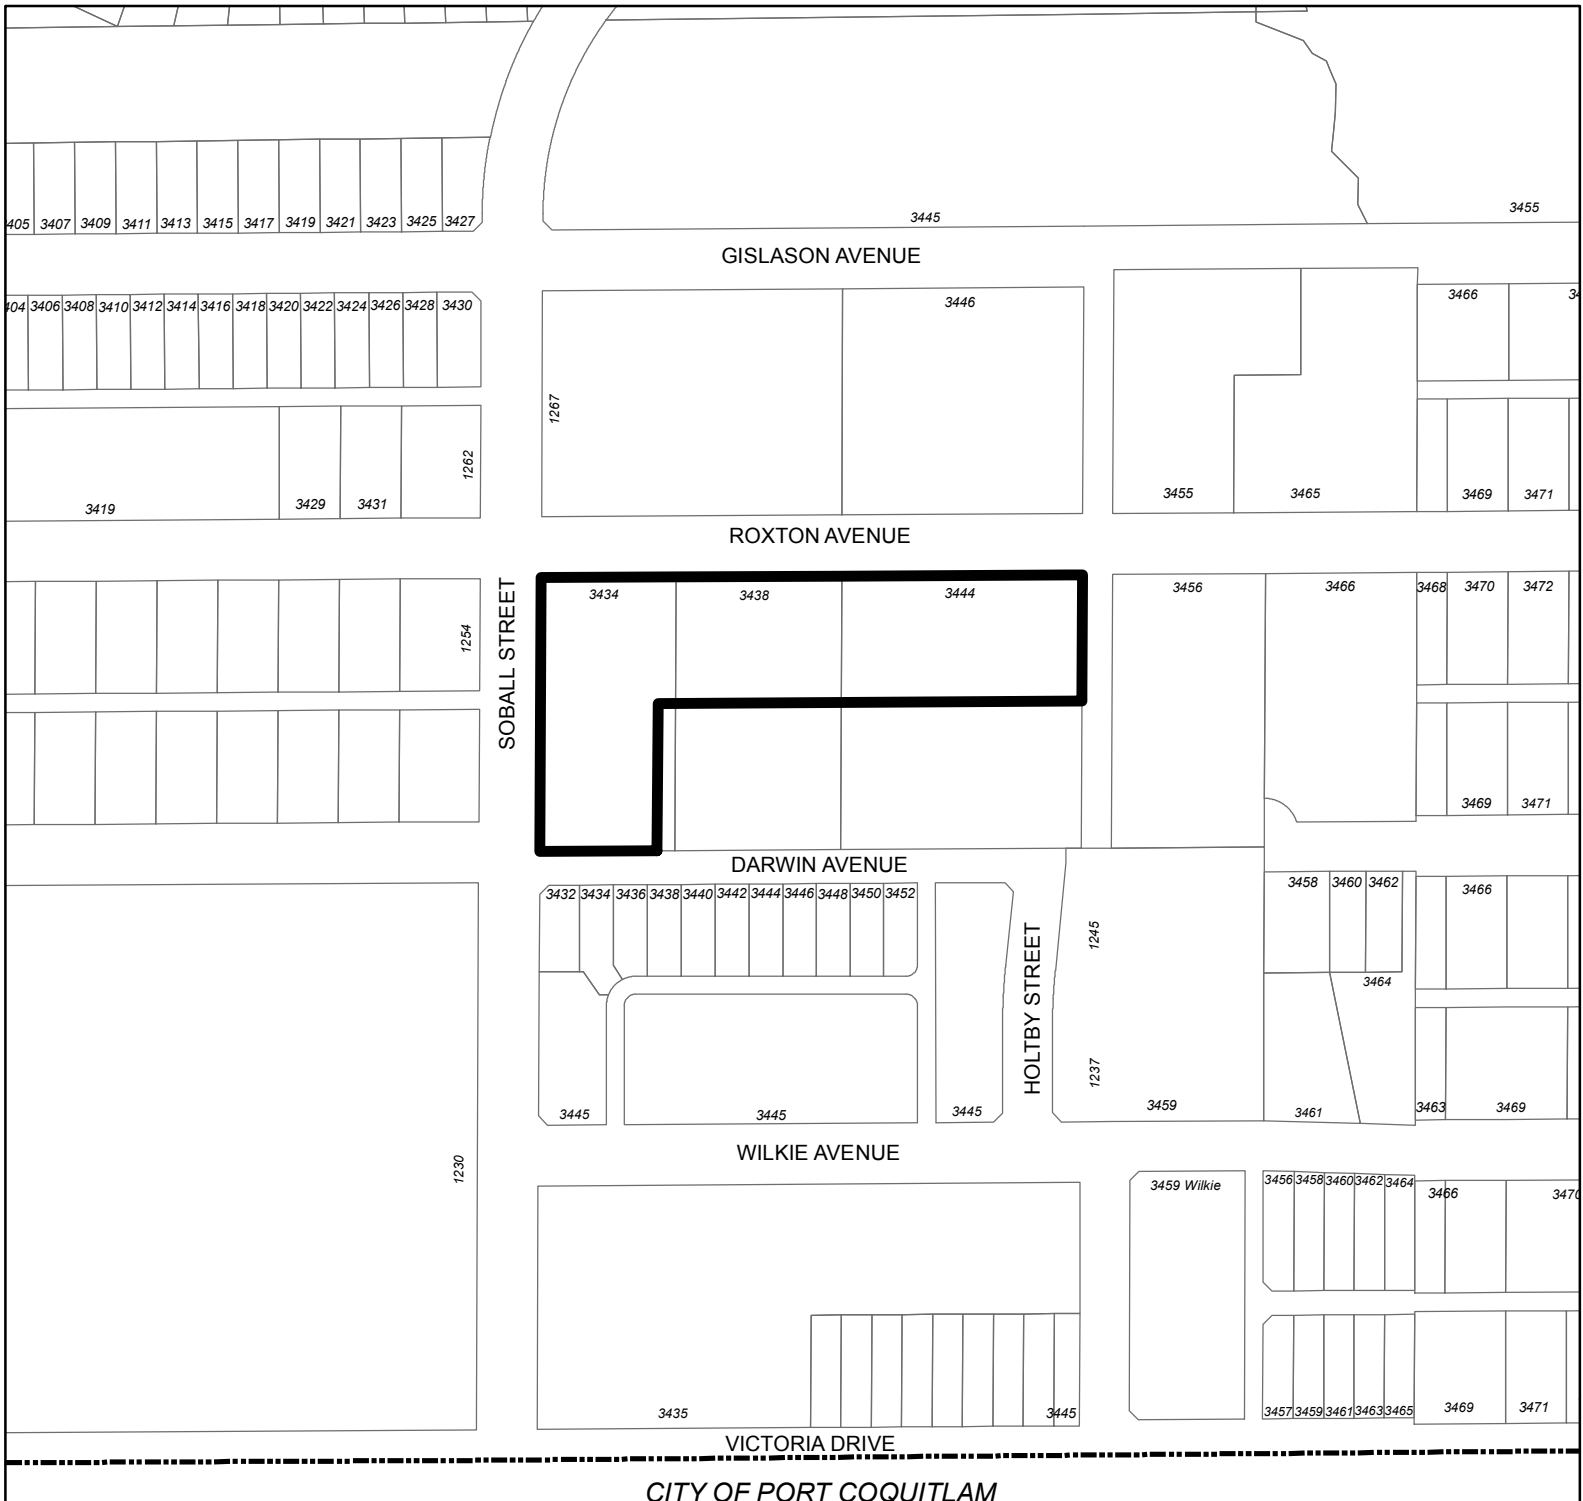 405 3407 3409 3411 3413 3415 3417 3419 3421 3423 3425 3427
3445
3455
GISLASON AVENUE
404 3406 3408 3410 3412 3414 3416 3418 3420 3422 3424 3426 3428 3430
3446
3466
34
1267
1262
3419
3429
3431
3455
3465
3469
3471
ROXTON AVENUE
SOBALL STREET
1254
3434
3438
3444
3456
3466
3468
3470
3472
3469
3471
DARWIN AVENUE
3432 3434 3436 3438 3440 3442 3444 3446 3448 3450 3452
3458 3460 3462
3466
HOLTBY STREET
1245
1237
3464
3445
3445
3445
3459
3461
3463
3469
WILKIE AVENUE
1230
3459 Wilkie
3456 3458 3460 3462 3464
3466
3470
3435
3445
3457 3459 3461 3463 3465
3469
3471
VICTORIA DRIVE
CITY OF PORT COQUITLAM